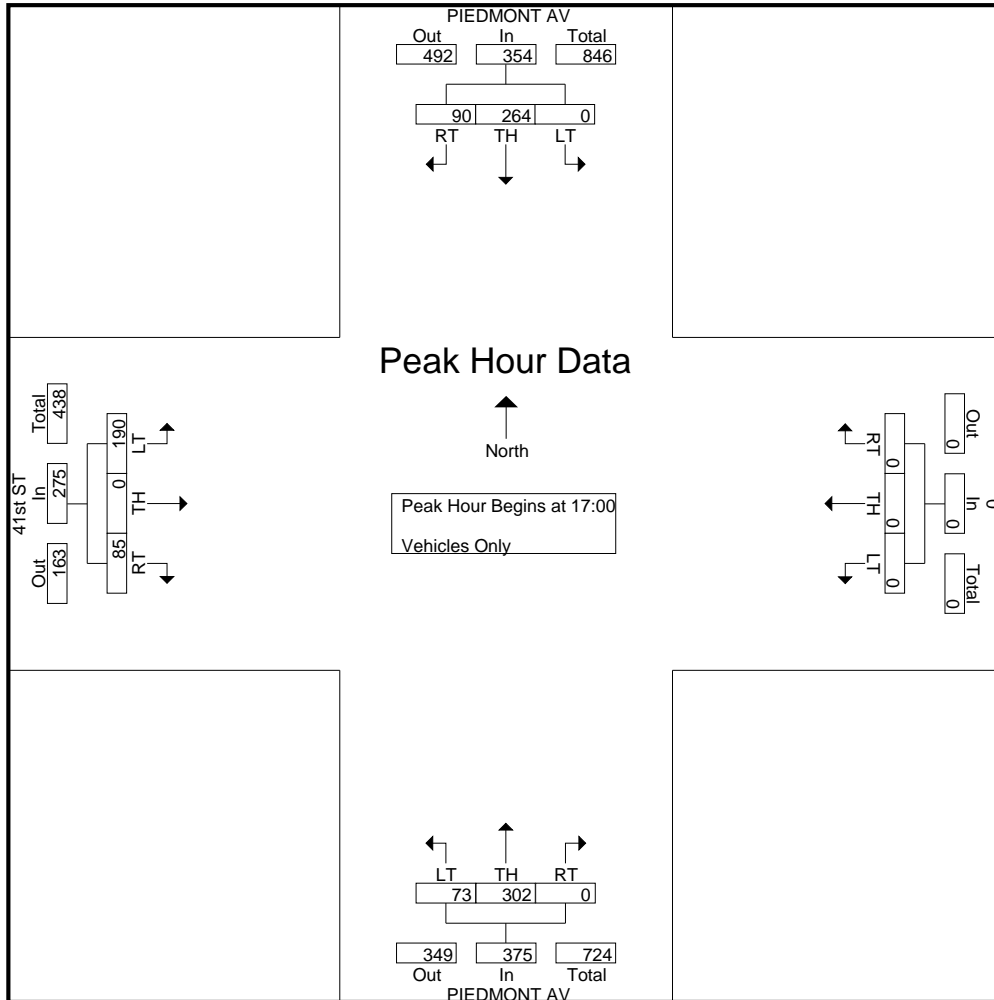 PIEDMONT AV
Out In Total
492 354 846
90 264 0
RT TH LT
Peak Hour Data
North
Peak Hour Begins at 17:00
Vehicles Only
41st ST
Total In Out
438 275 163
190 0 85
LT TH RT
RT TH LT
0 0 0
Out In Total
0 0 0
0
LT TH RT
73 302 0
349 375 724
Out In Total
PIEDMONT AV